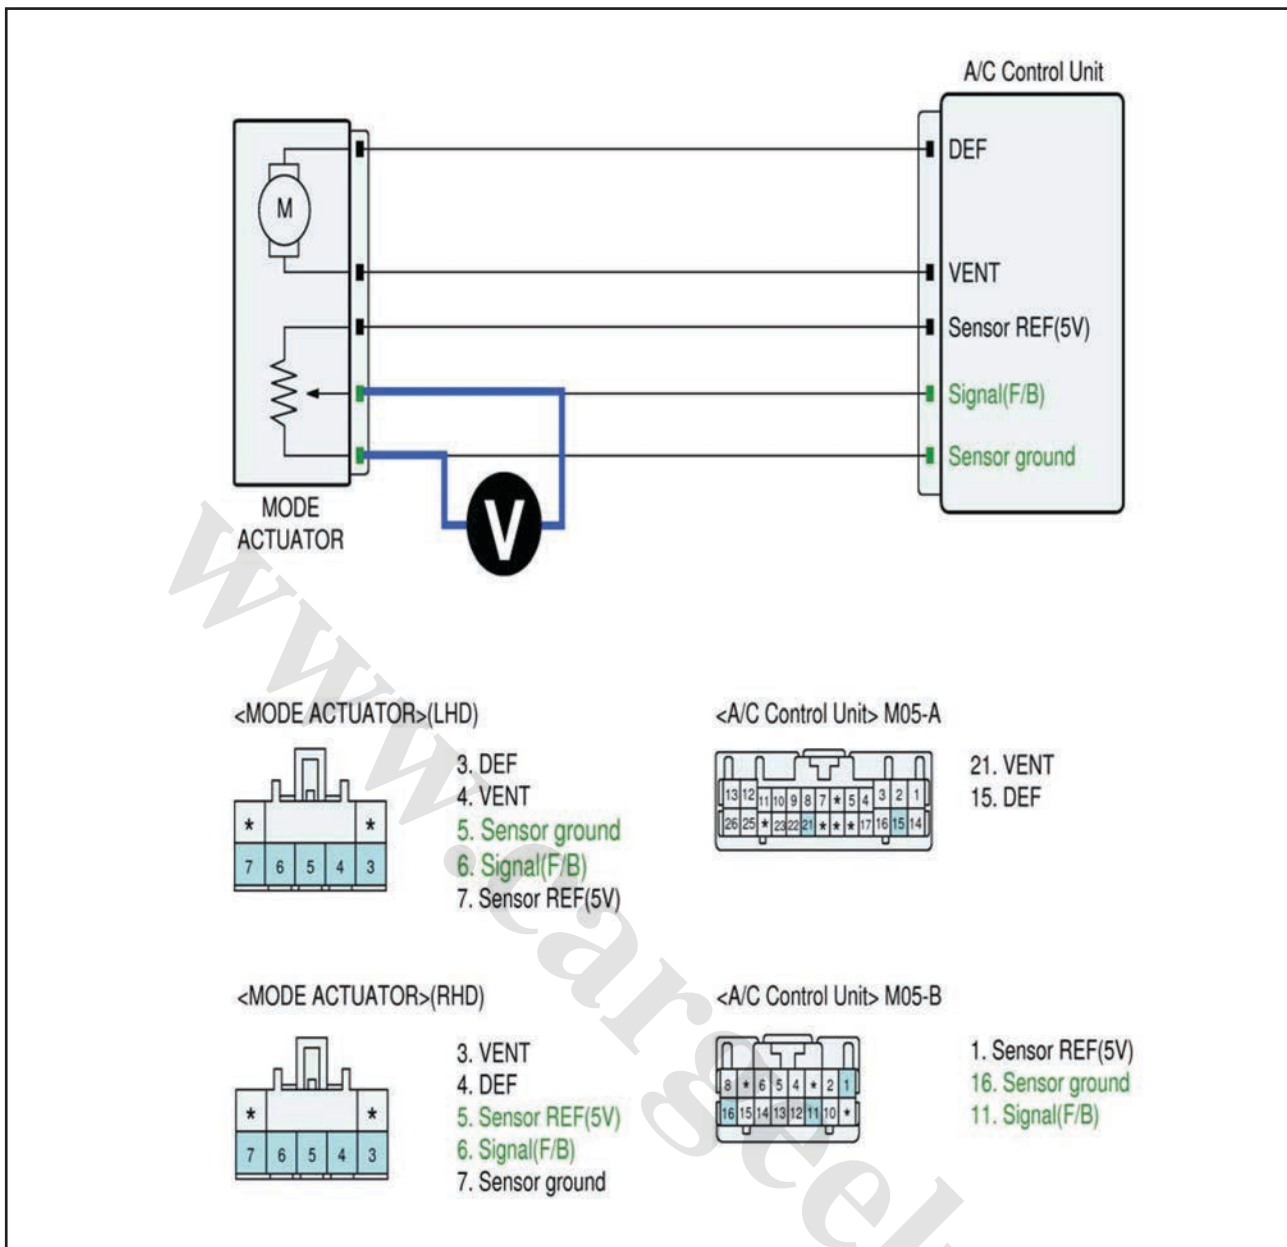 A/C Control Unit
DEF
M
VENT
Sensor REF(5V)
Signal(F/B)
Sensor ground
MODE
ACTUATOR
V
<MODE ACTUATOR>(LHD)
3. DEF
4. VENT
5. Sensor ground
6. Signal(F/B)
7. Sensor REF(5V)
* *
7 6 5 4 3
<A/C Control Unit> M05-A
21. VENT
15. DEF
13 12 11 10 9 8 7 * 5 4 3 2 1
26 25 * 23 22 21 * * * 17 16 15 14
<MODE ACTUATOR>(RHD)
3. VENT
4. DEF
5. Sensor REF(5V)
6. Signal(F/B)
7. Sensor ground
* *
7 6 5 4 3
<A/C Control Unit> M05-B
1. Sensor REF(5V)
16. Sensor ground
11. Signal(F/B)
8 * 6 5 4 * 2 1
16 15 14 13 12 11 10 *